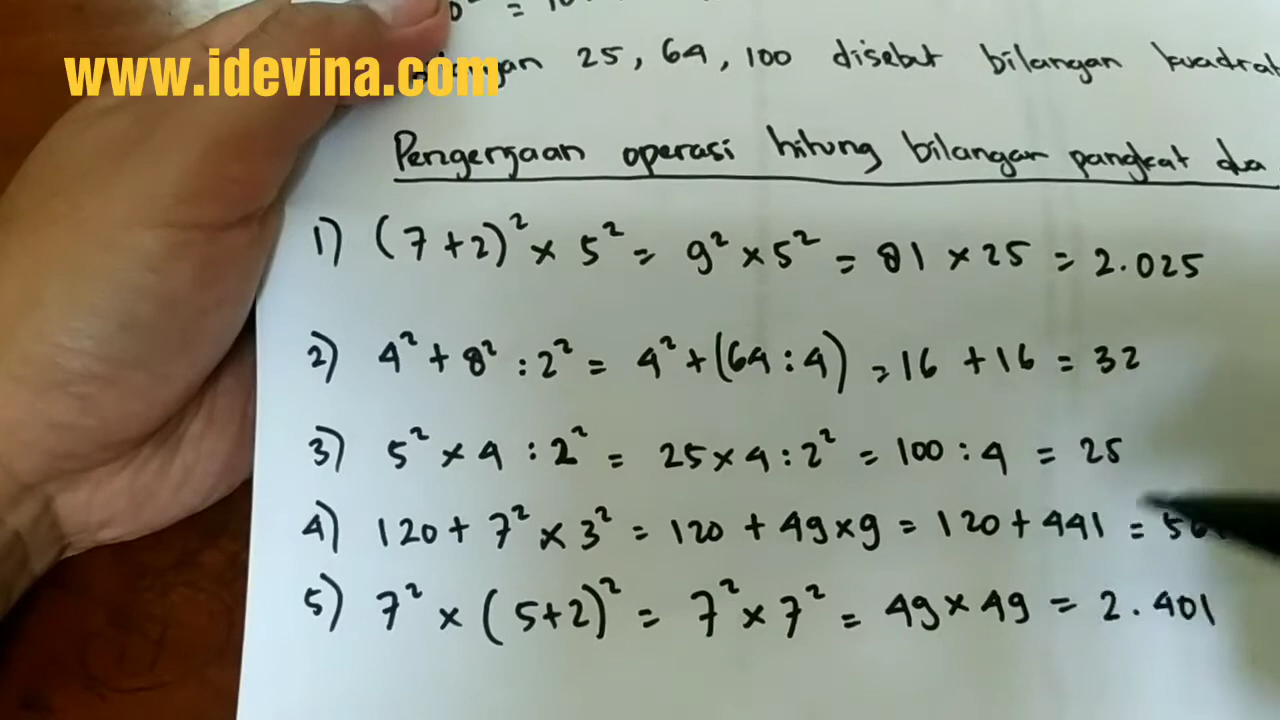 www.idevina.com
25, 64, 100 disebut bilangan kuadrat
Pengerjaan operasi hitung bilangan pangkat dua
1) (7+2)² × 5² = 9² × 5² = 81 × 25 = 2.025
2) 4² + 8² : 2² = 4² + (64 : 4) = 16 + 16 = 32
3) 5² × 4 : 2² = 25 × 4 : 2² = 100 : 4 = 25
4) 120 + 7² × 3² = 120 + 49 × 9 = 120 + 441 =
5) 7² × (5+2)² = 7² × 7² = 49 × 49 = 2.401